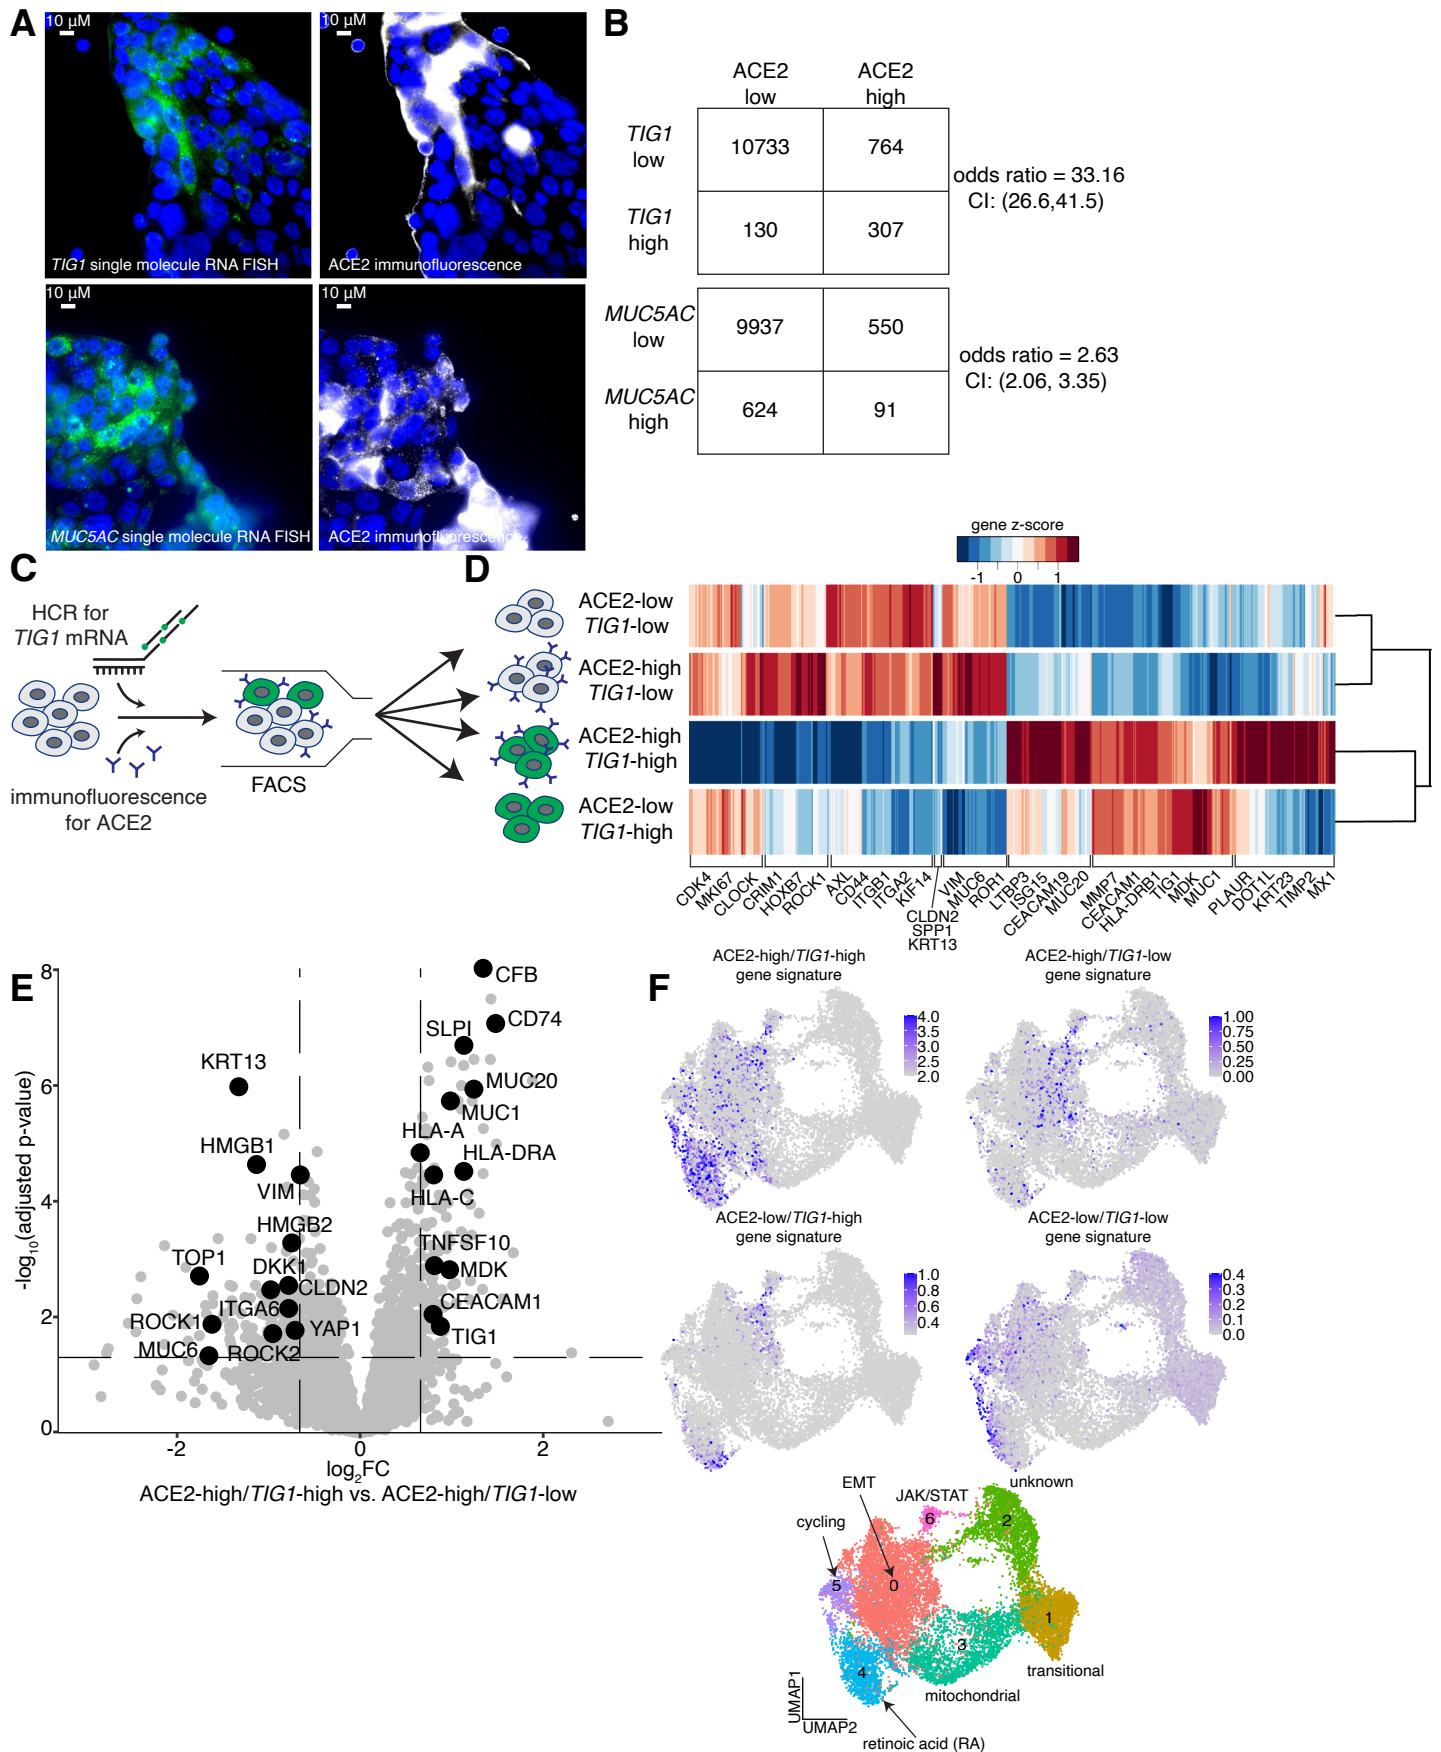 A
10 µM
10 µM
TIG1 single molecule RNA FISH
ACE2 immunofluorescence
10 µM
10 µM
MUC5AC single molecule RNA FISH
ACE2 immunofluorescence
B
ACE2 low
ACE2 high
TIG1 low
10733
764
TIG1 high
130
307
odds ratio = 33.16
CI: (26.6,41.5)
MUC5AC low
9937
550
MUC5AC high
624
91
odds ratio = 2.63
CI: (2.06, 3.35)
C
HCR for
TIG1 mRNA
immunofluorescence
for ACE2
FACS
D
gene z-score
-1
0
1
ACE2-low
TIG1-low
ACE2-high
TIG1-low
ACE2-high
TIG1-high
ACE2-low
TIG1-high
CDK4
MKI67
CLOCK
CRIM1
HOXB7
ROCK1
AXL
CD44
ITGB1
ITGA2
KIF14
CLDN2
SPP1
KRT13
VIM
MUC6
ROR1
LTBP3
ISG15
CEACAM19
MUC20
MMP7
CEACAM1
HLA-DRB1
TIG1
MDK
MUC1
PLAUR
DOT1L
KRT23
TIMP2
MX1
E
-log10(adjusted p-value)
8
6
4
2
0
-2
0
2
log2FC
ACE2-high/TIG1-high vs. ACE2-high/TIG1-low
CFB
CD74
SLPI
KRT13
MUC20
MUC1
HLA-A
HMGB1
HLA-DRA
VIM
HLA-C
HMGB2
TNFSF10
TOP1
DKK1
MDK
CLDN2
ITGA6
CEACAM1
ROCK1
YAP1
TIG1
MUC6
ROCK2
F
ACE2-high/TIG1-high
gene signature
4.0
3.5
3.0
2.5
2.0
ACE2-high/TIG1-low
gene signature
1.00
0.75
0.50
0.25
0.00
ACE2-low/TIG1-high
gene signature
1.0
0.8
0.6
0.4
ACE2-low/TIG1-low
gene signature
0.4
0.3
0.2
0.1
0.0
EMT
JAK/STAT
unknown
cycling
6
2
5
0
1
3
4
transitional
mitochondrial
retinoic acid (RA)
UMAP1
UMAP2